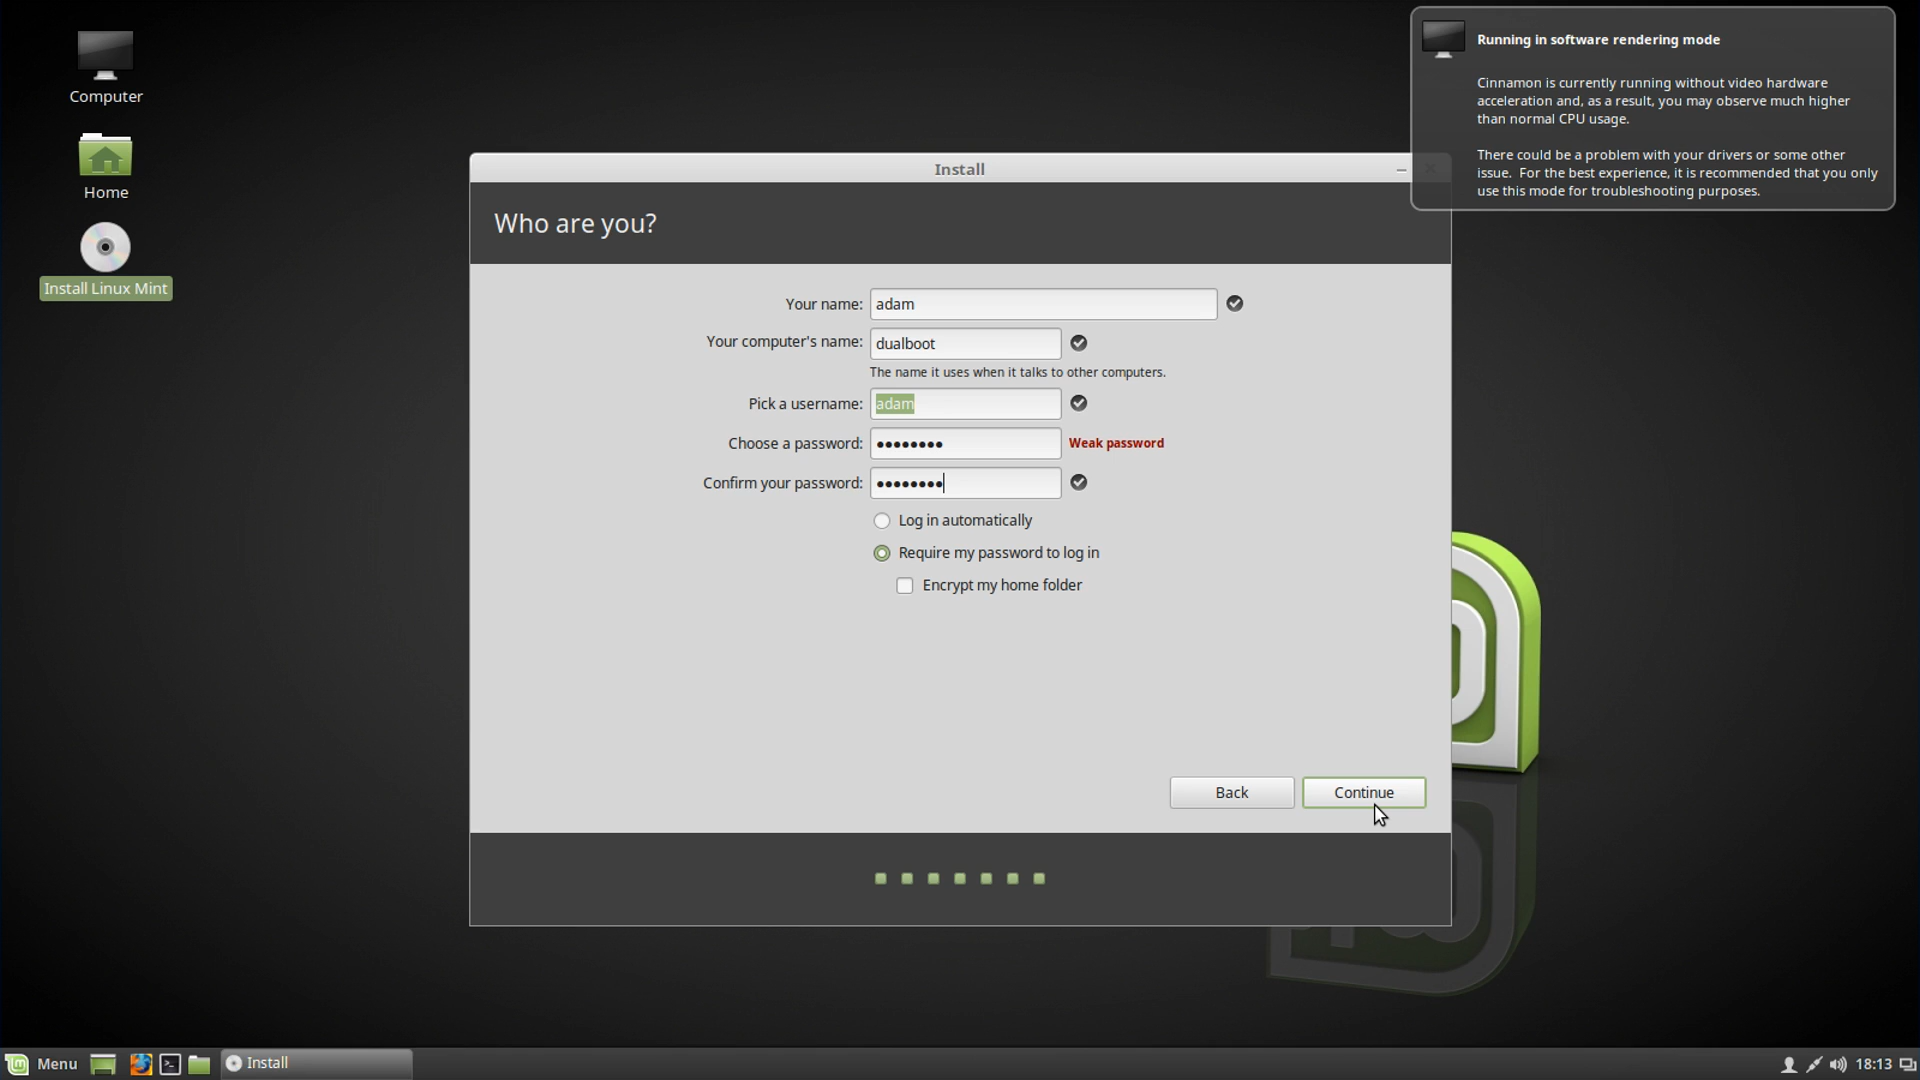 Computer
Home
Install Linux Mint
Running in software rendering mode
Cinnamon is currently running without video hardware
acceleration and, as a result, you may observe much higher
than normal CPU usage.
There could be a problem with your drivers or some other
issue. For the best experience, it is recommended that you only
use this mode for troubleshooting purposes.
Install
Who are you?
Your name: adam
Your computer's name: dualboot
The name it uses when it talks to other computers.
Pick a username: adam
Choose a password: ●●●●●●●● Weak password
Confirm your password: ●●●●●●●●
Log in automatically
Require my password to log in
Encrypt my home folder
Back Continue
Menu Install 18:13